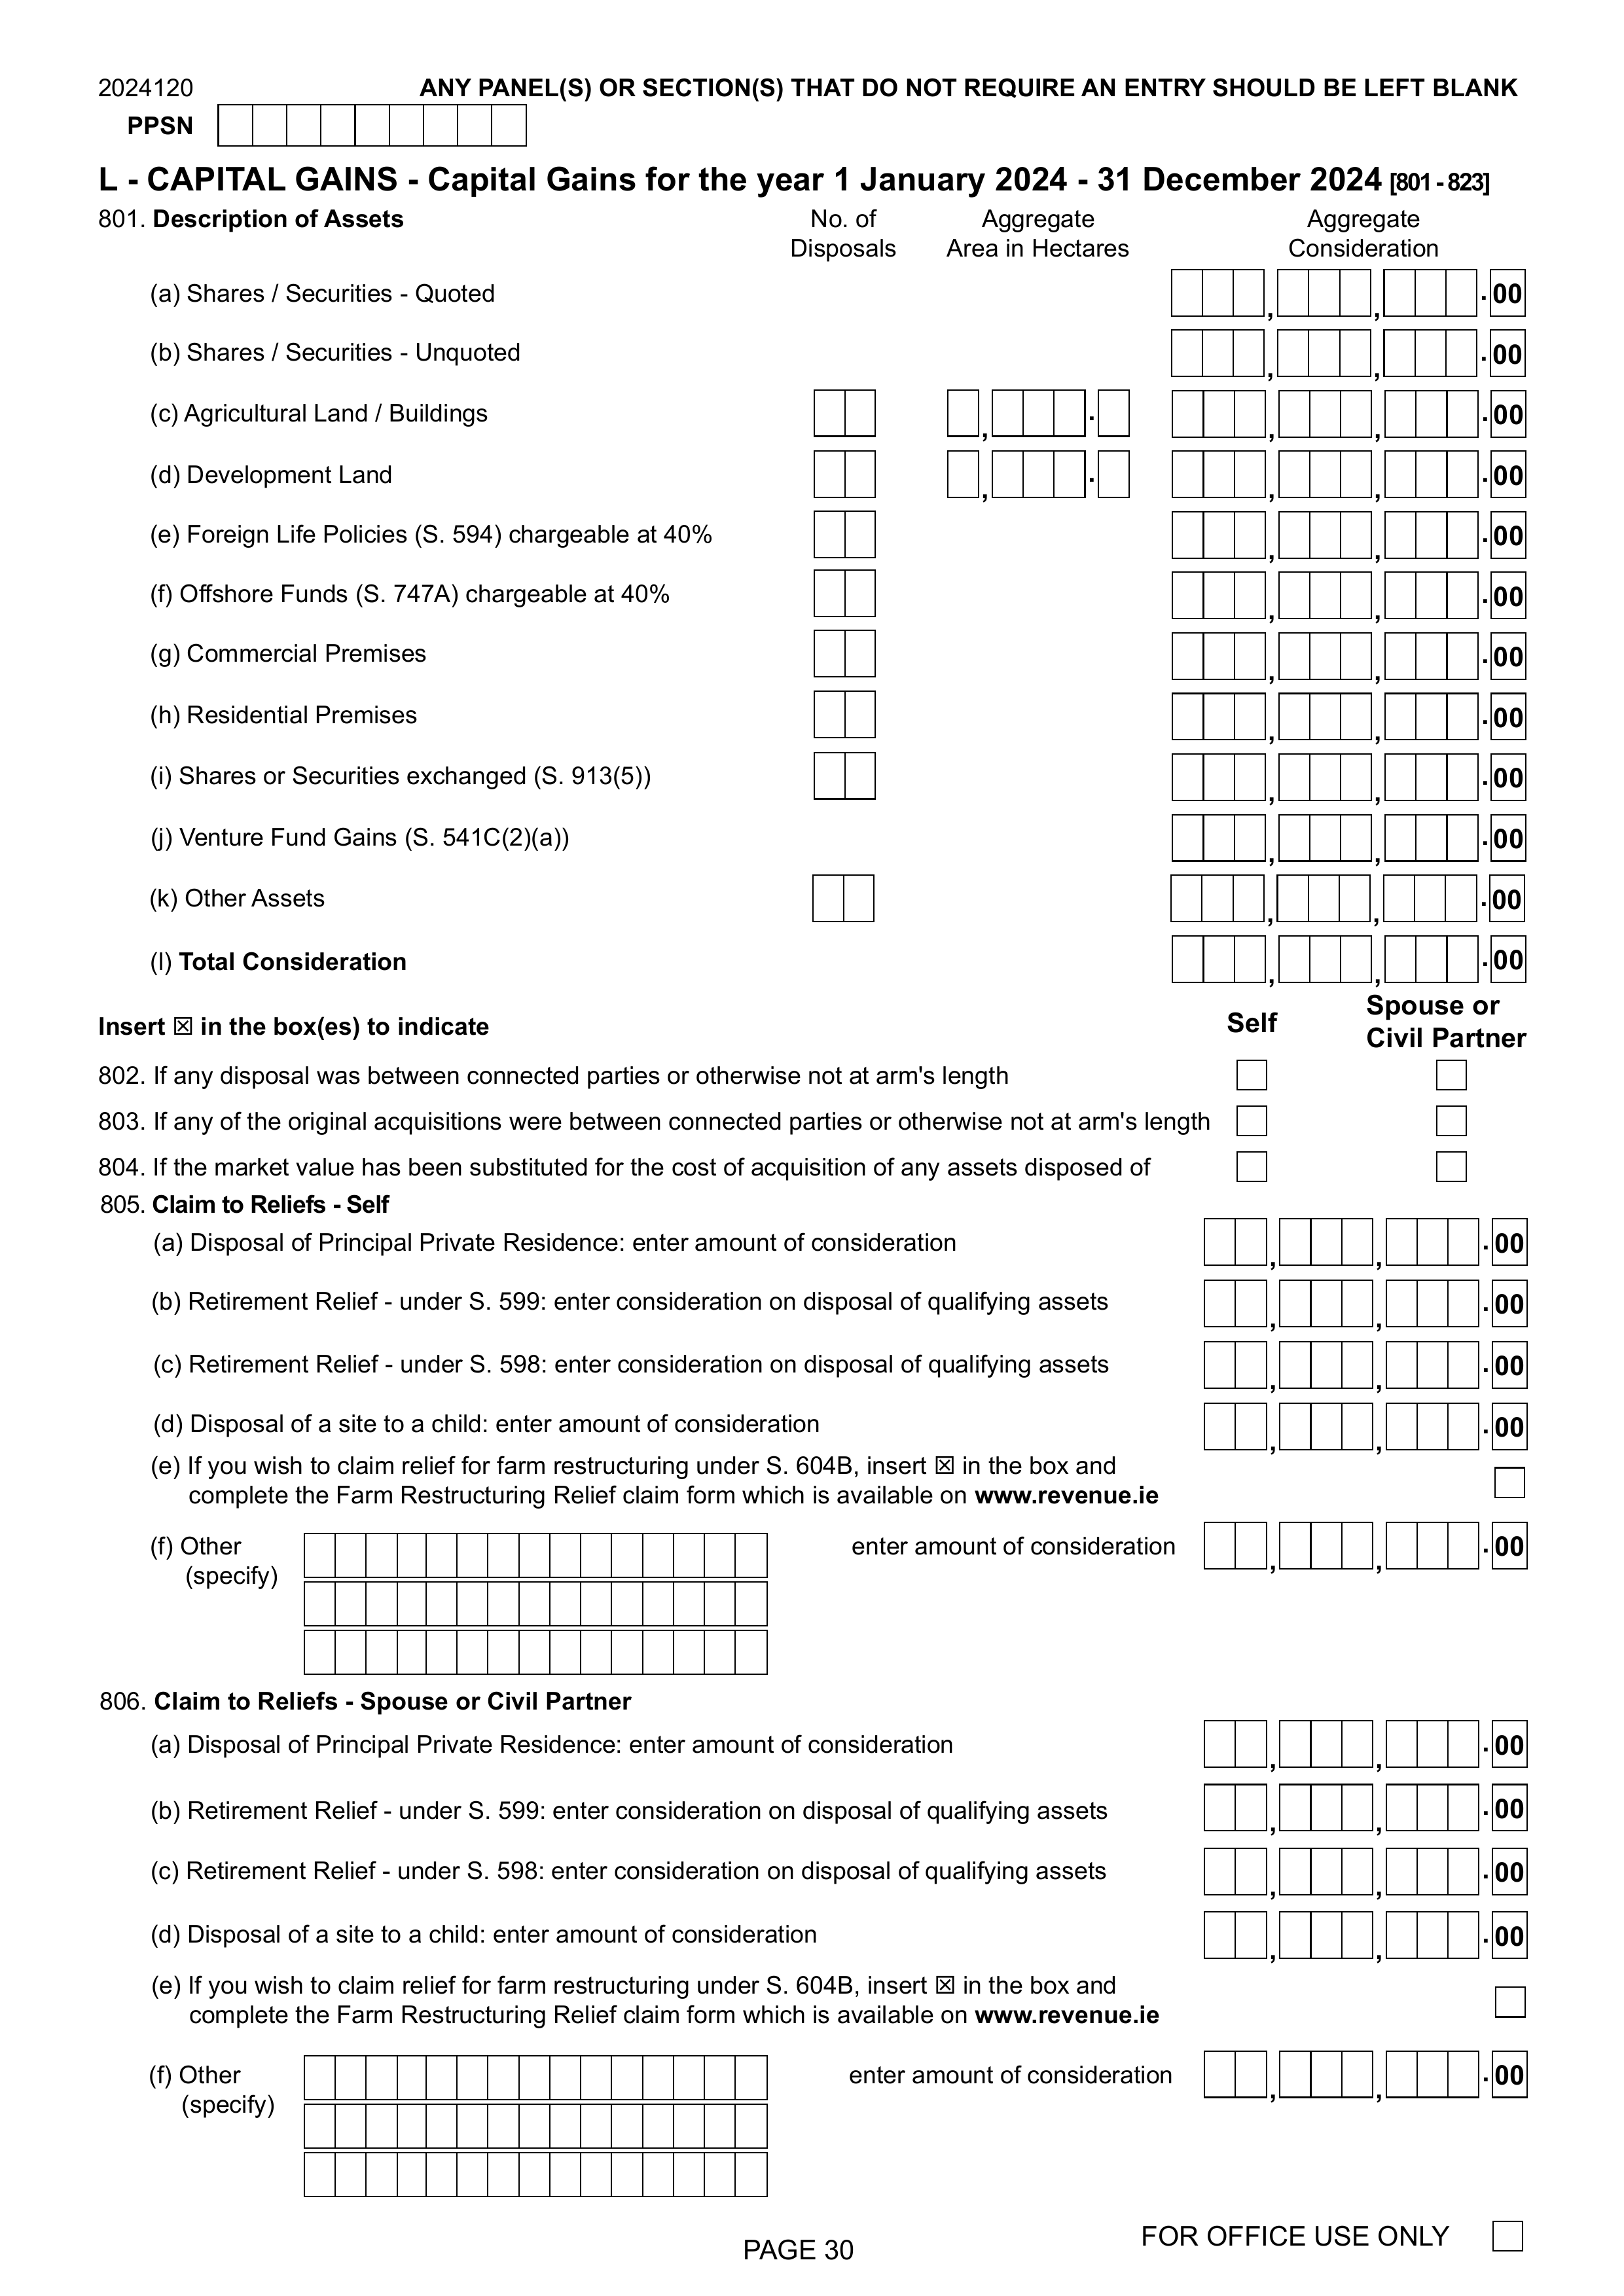 2024120 ANY PANEL(S) OR SECTION(S) THAT DO NOT REQUIRE AN ENTRY SHOULD BE LEFT BLANK
PPSN
L - CAPITAL GAINS - Capital Gains for the year 1 January 2024 - 31 December 2024 [801 - 823]
801. Description of Assets No. of Aggregate Aggregate
Disposals Area in Hectares Consideration
(a) Shares / Securities - Quoted , , .00
(b) Shares / Securities - Unquoted , , .00
(c) Agricultural Land / Buildings , . , , .00
(d) Development Land , . , , .00
(e) Foreign Life Policies (S. 594) chargeable at 40% , , .00
(f) Offshore Funds (S. 747A) chargeable at 40% , , .00
(g) Commercial Premises , , .00
(h) Residential Premises , , .00
(i) Shares or Securities exchanged (S. 913(5)) , , .00
(j) Venture Fund Gains (S. 541C(2)(a)) , , .00
(k) Other Assets , , .00
(l) Total Consideration , , .00
Insert ☒ in the box(es) to indicate Self Spouse or
Civil Partner
802. If any disposal was between connected parties or otherwise not at arm's length
803. If any of the original acquisitions were between connected parties or otherwise not at arm's length
804. If the market value has been substituted for the cost of acquisition of any assets disposed of
805. Claim to Reliefs - Self
(a) Disposal of Principal Private Residence: enter amount of consideration , , .00
(b) Retirement Relief - under S. 599: enter consideration on disposal of qualifying assets , , .00
(c) Retirement Relief - under S. 598: enter consideration on disposal of qualifying assets , , .00
(d) Disposal of a site to a child: enter amount of consideration , , .00
(e) If you wish to claim relief for farm restructuring under S. 604B, insert ☒ in the box and
complete the Farm Restructuring Relief claim form which is available on www.revenue.ie
(f) Other enter amount of consideration , , .00
(specify)
806. Claim to Reliefs - Spouse or Civil Partner
(a) Disposal of Principal Private Residence: enter amount of consideration , , .00
(b) Retirement Relief - under S. 599: enter consideration on disposal of qualifying assets , , .00
(c) Retirement Relief - under S. 598: enter consideration on disposal of qualifying assets , , .00
(d) Disposal of a site to a child: enter amount of consideration , , .00
(e) If you wish to claim relief for farm restructuring under S. 604B, insert ☒ in the box and
complete the Farm Restructuring Relief claim form which is available on www.revenue.ie
(f) Other enter amount of consideration , , .00
(specify)
PAGE 30 FOR OFFICE USE ONLY